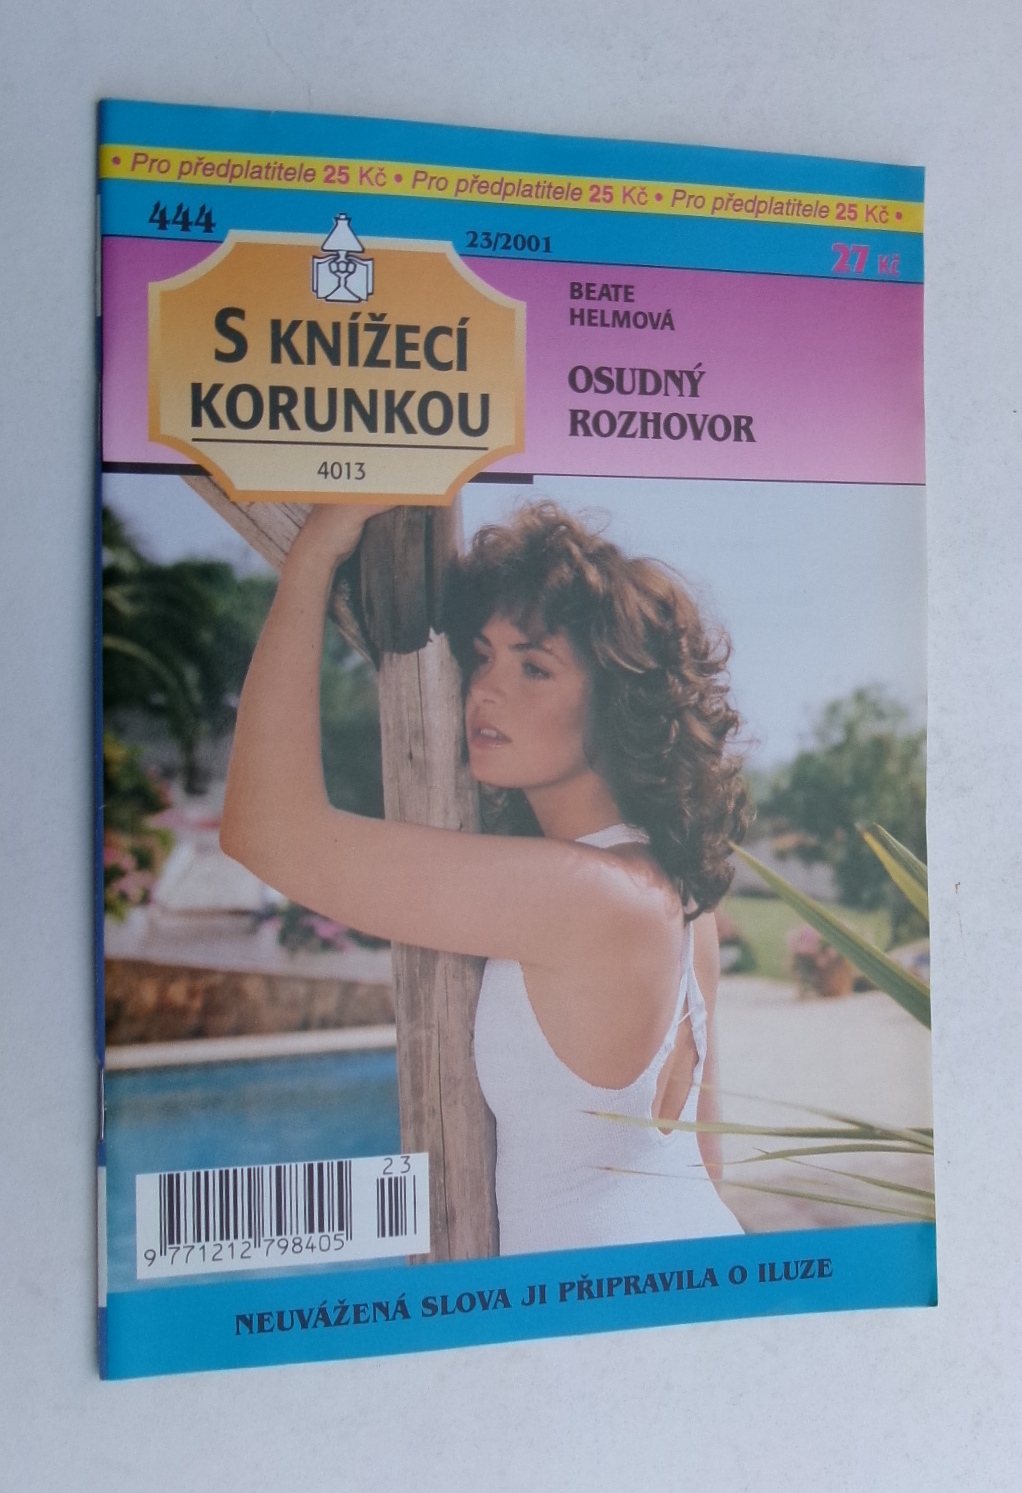 • Pro předplatitele 25 Kč • Pro předplatitele 25 Kč • Pro předplatitele 25 Kč •
444
23/2001
27 Kč
S KNÍŽECÍ
KORUNKOU
4013
BEATE
HELMOVÁ
OSUDNÝ
ROZHOVOR
23
9 771212 798405
NEUVÁŽENÁ SLOVA JI PŘIPRAVILA O ILUZE